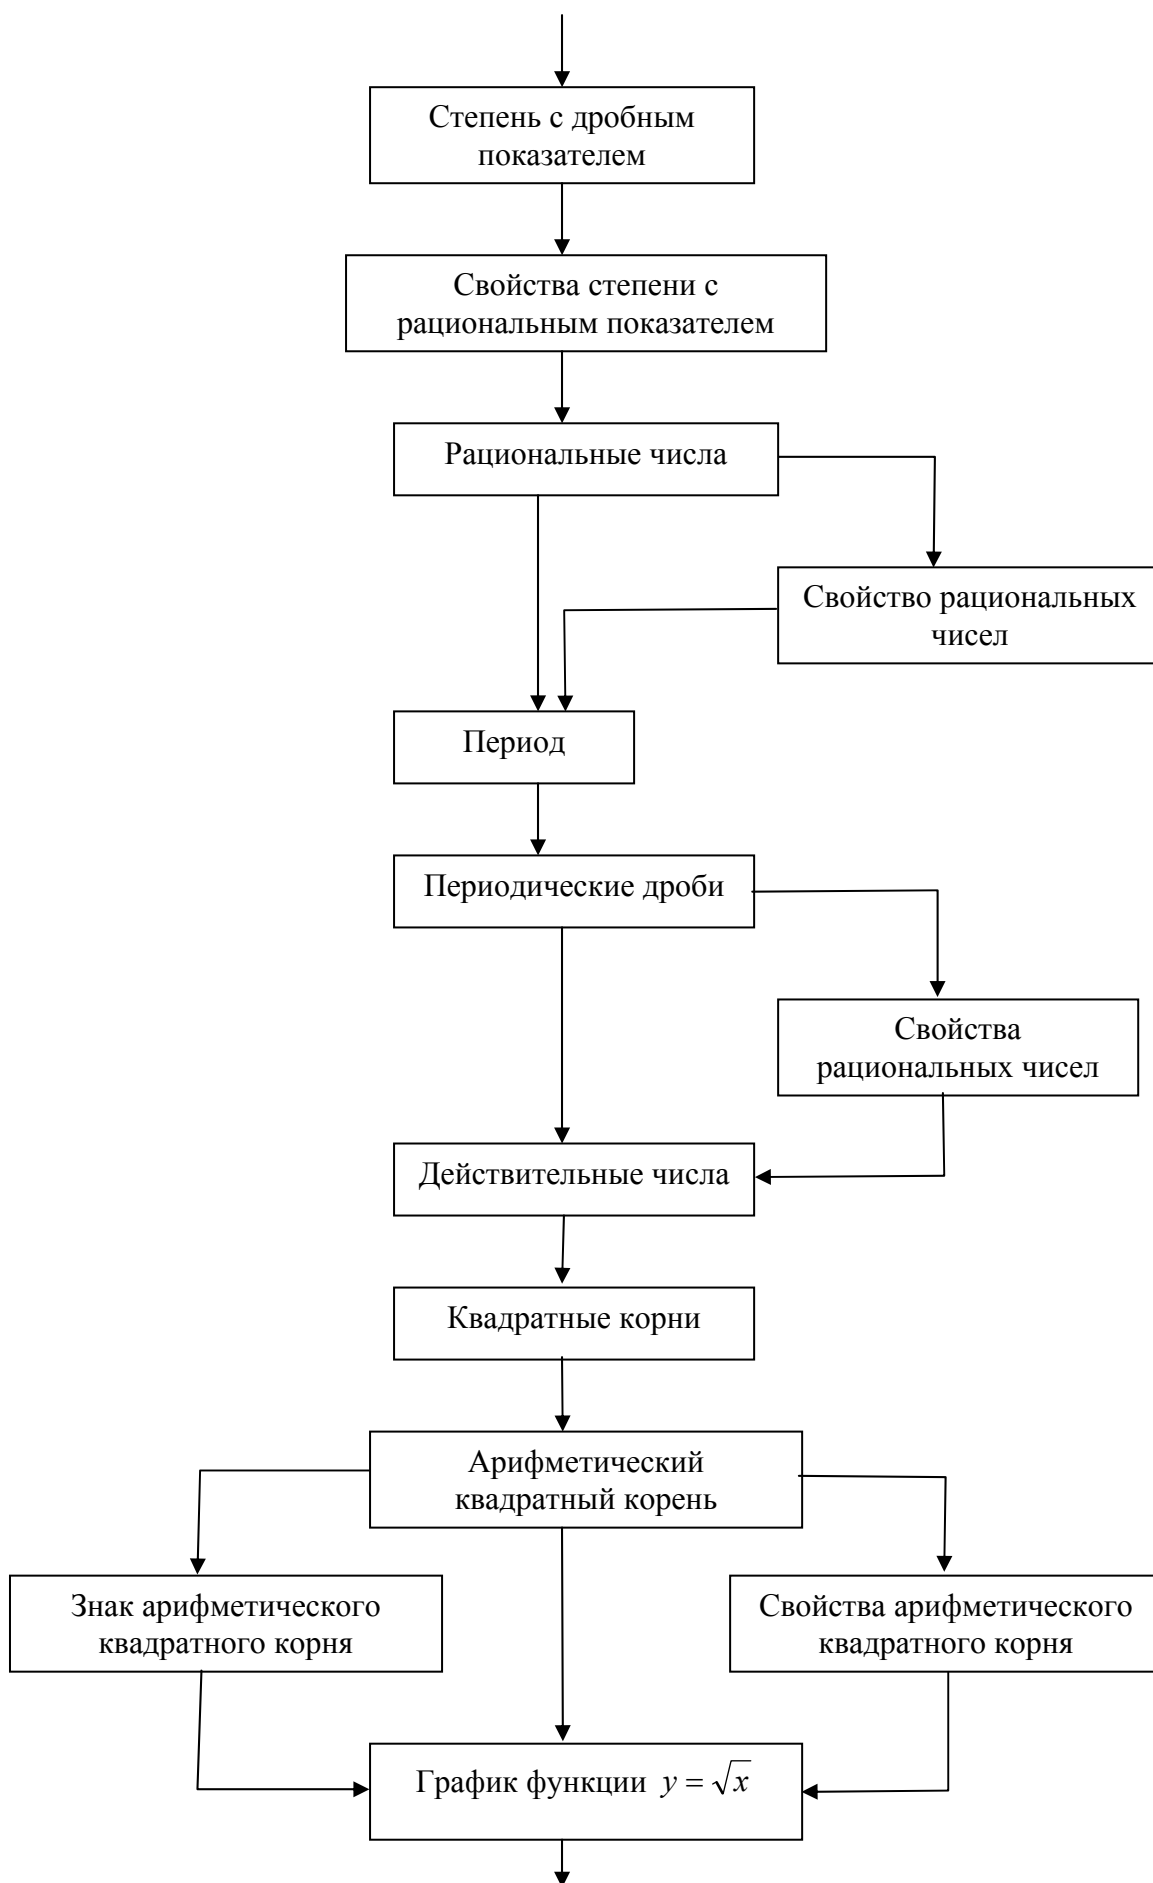 Степень с дробным
показателем
Свойства степени с
рациональным показателем
Рациональные числа
Свойство рациональных
чисел
Период
Периодические дроби
Свойства
рациональных чисел
Действительные числа
Квадратные корни
Арифметический
квадратный корень
Знак арифметического
квадратного корня
Свойства арифметического
квадратного корня
График функции y = √x